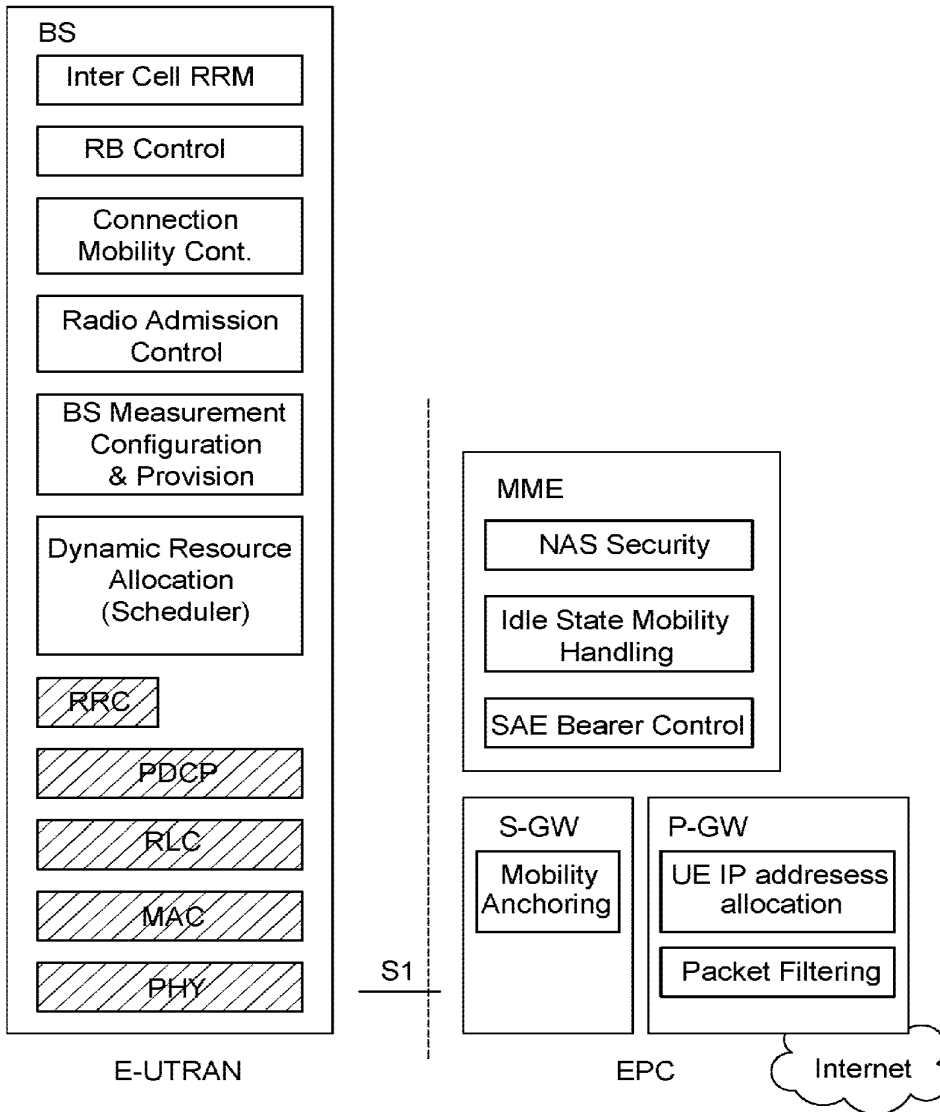 BS
Inter Cell RRM
RB Control
Connection
Mobility Cont.
Radio Admission
Control
BS Measurement
Configuration
& Provision
Dynamic Resource
Allocation
(Scheduler)
RRC
PDCP
RLC
MAC
PHY
S1
E-UTRAN
MME
NAS Security
Idle State Mobility
Handling
SAE Bearer Control
S-GW
Mobility
Anchoring
P-GW
UE IP addresess
allocation
Packet Filtering
EPC
Internet